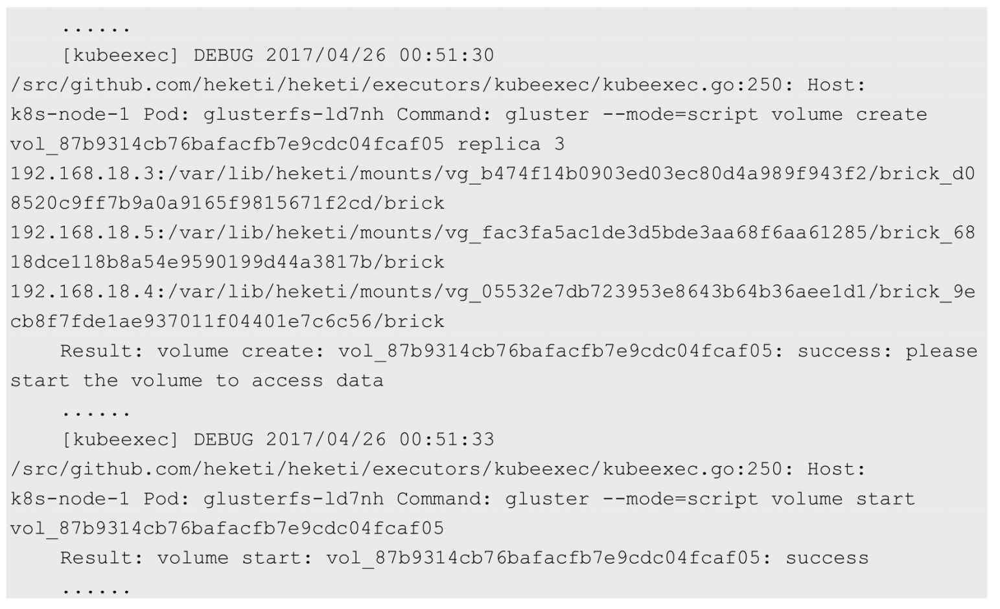 ......
[kubeexec] DEBUG 2017/04/26 00:51:30
/src/github.com/heketi/heketi/executors/kubeexec/kubeexec.go:250: Host:
k8s-node-1 Pod: glusterfs-ld7nh Command: gluster --mode=script volume create
vol_87b9314cb76bafacfb7e9cdc04fcaf05 replica 3
192.168.18.3:/var/lib/heketi/mounts/vg_b474f14b0903ed03ec80d4a989f943f2/brick_d0
8520c9ff7b9a0a9165f9815671f2cd/brick
192.168.18.5:/var/lib/heketi/mounts/vg_fac3fa5ac1de3d5bde3aa68f6aa61285/brick_68
18dce118b8a54e9590199d44a3817b/brick
192.168.18.4:/var/lib/heketi/mounts/vg_05532e7db723953e8643b64b36aee1d1/brick_9e
cb8f7fde1ae937011f04401e7c6c56/brick
Result: volume create: vol_87b9314cb76bafacfb7e9cdc04fcaf05: success: please
start the volume to access data
......
[kubeexec] DEBUG 2017/04/26 00:51:33
/src/github.com/heketi/heketi/executors/kubeexec/kubeexec.go:250: Host:
k8s-node-1 Pod: glusterfs-ld7nh Command: gluster --mode=script volume start
vol_87b9314cb76bafacfb7e9cdc04fcaf05
Result: volume start: vol_87b9314cb76bafacfb7e9cdc04fcaf05: success
......